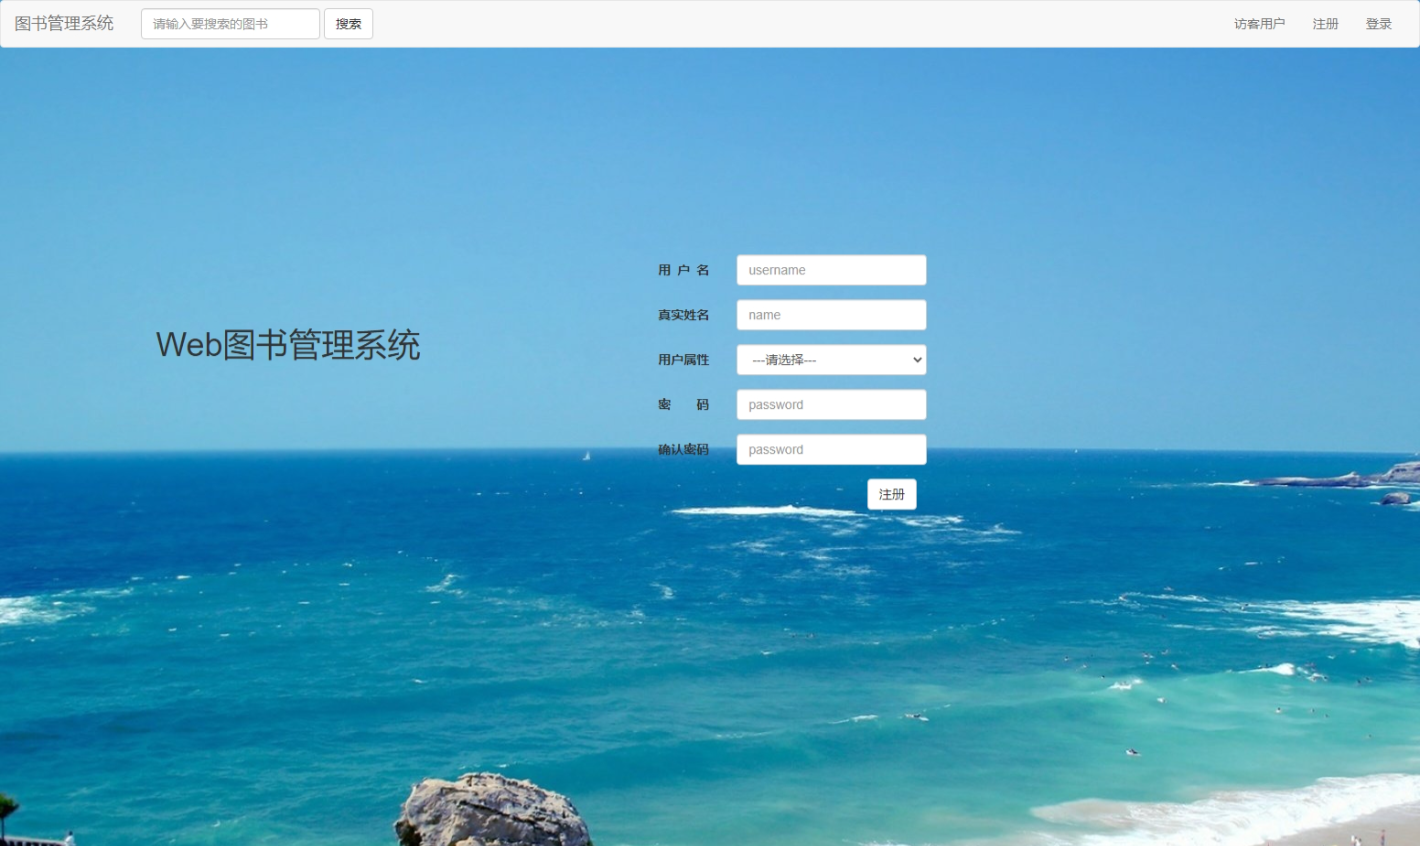 图书管理系统 请输入要搜索的图书 搜索 访客用户 注册 登录
Web图书管理系统
用 户 名 username
真实姓名 name
用户属性 ---请选择---
密 码 password
确认密码 password
注册